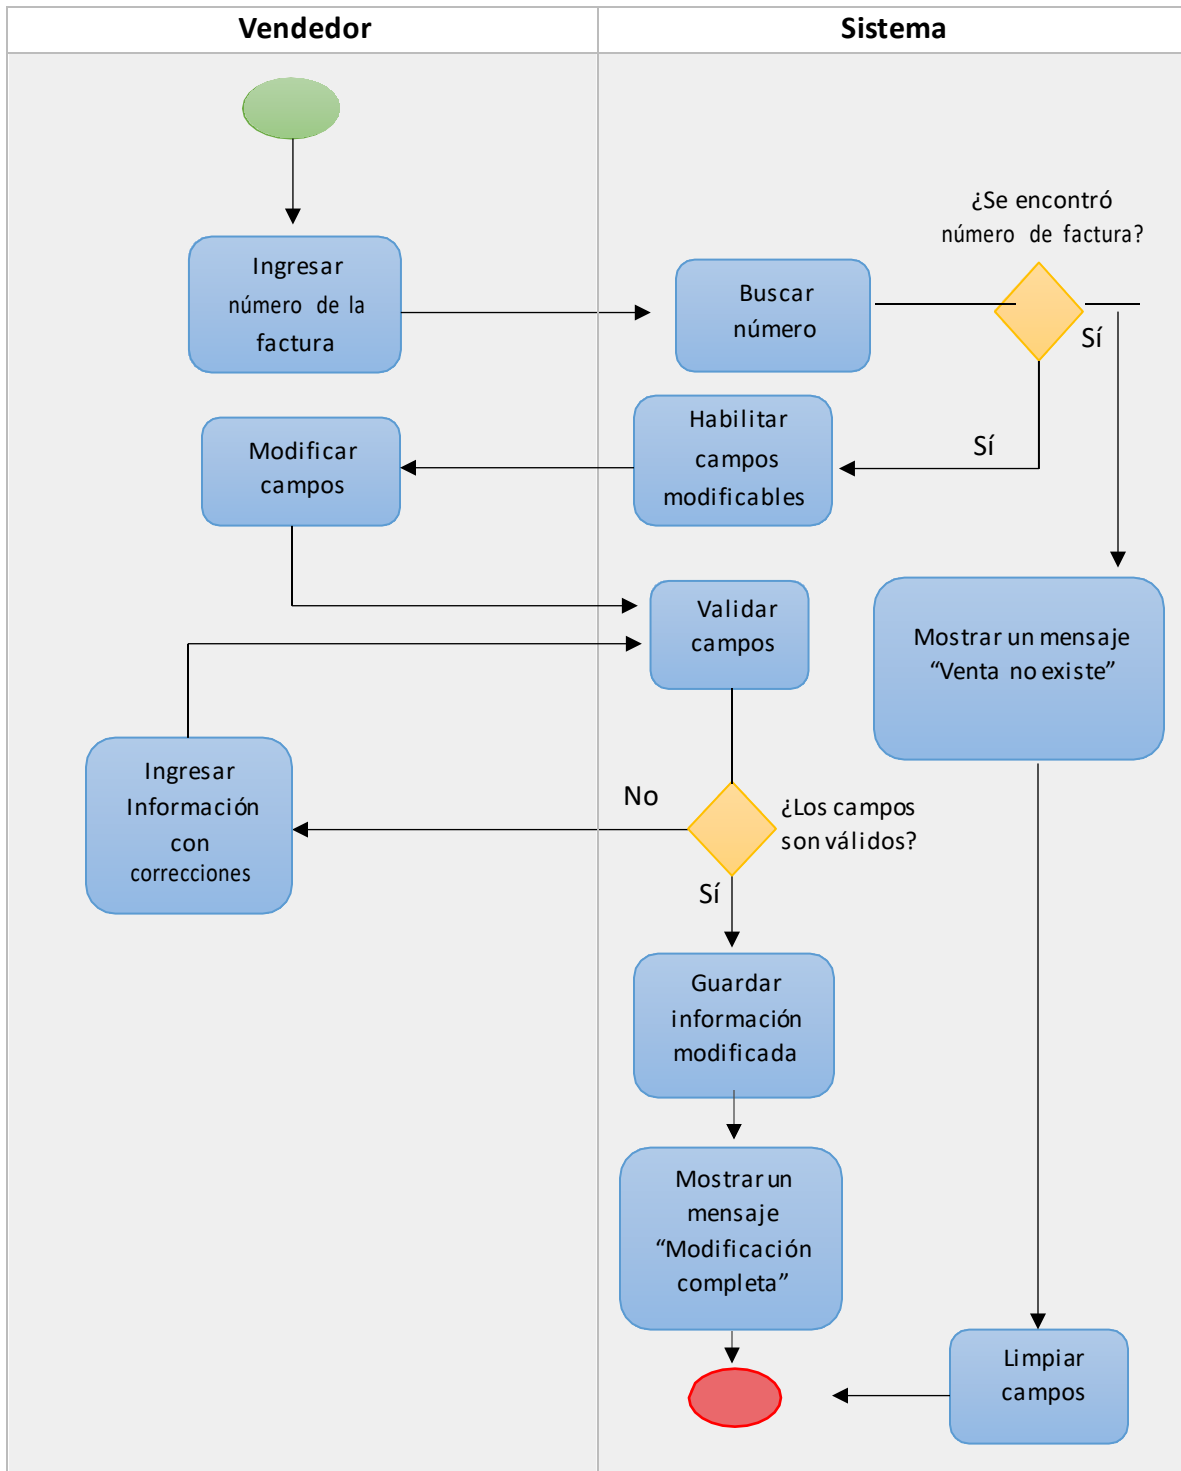 Vendedor
Sistema
¿Se encontró
número de factura?
Ingresar
número de la
factura
Buscar
número
Sí
Modificar
campos
Habilitar
campos
modificables
Sí
Validar
campos
Mostrar un mensaje
“Venta no existe”
Ingresar
Información
con
correcciones
No
¿Los campos
son válidos?
Sí
Guardar
información
modificada
Mostrar un
mensaje
“Modificación
completa”
Limpiar
campos